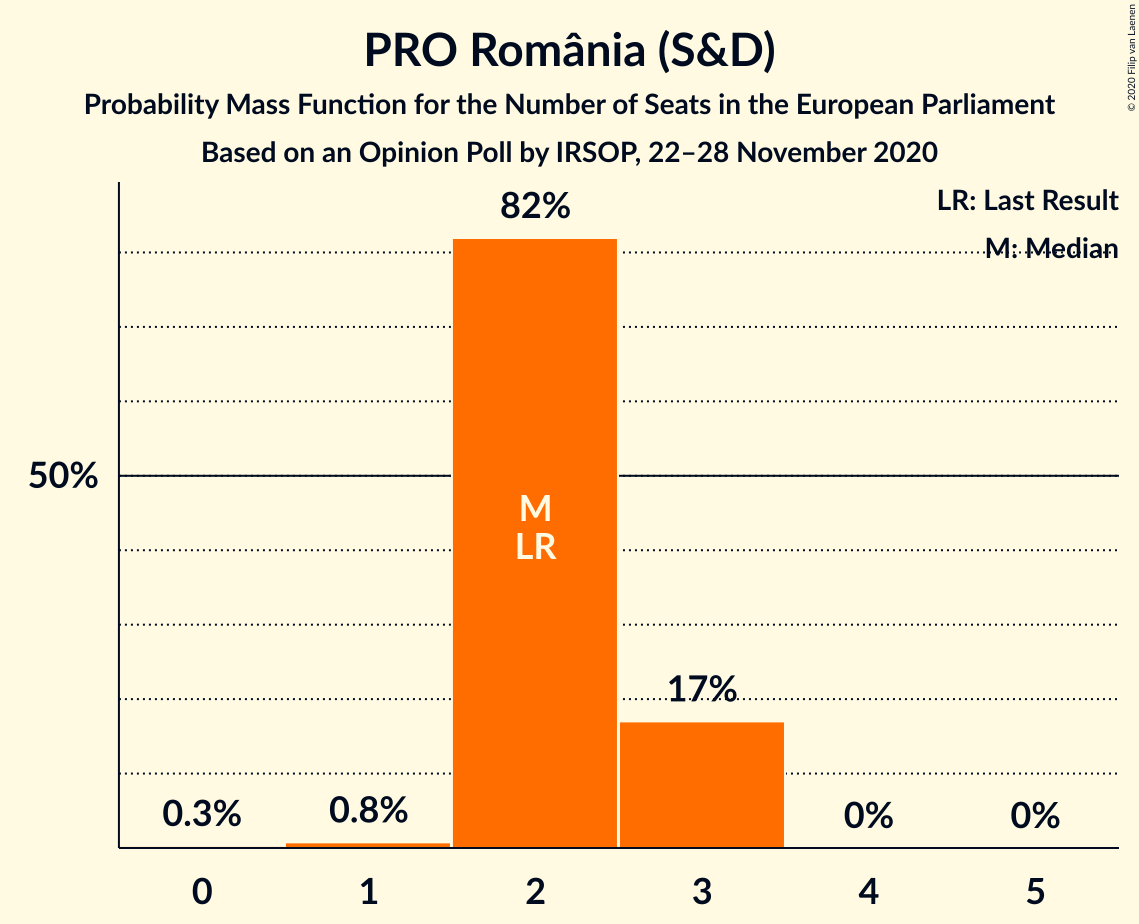 PRO România (S&D)
Probability Mass Function for the Number of Seats in the European Parliament
Based on an Opinion Poll by IRSOP, 22–28 November 2020
© 2020 Filip van Laenen
LR: Last Result
M: Median
82%
50%
M
LR
17%
0.3%
0.8%
0%
0%
0
1
2
3
4
5